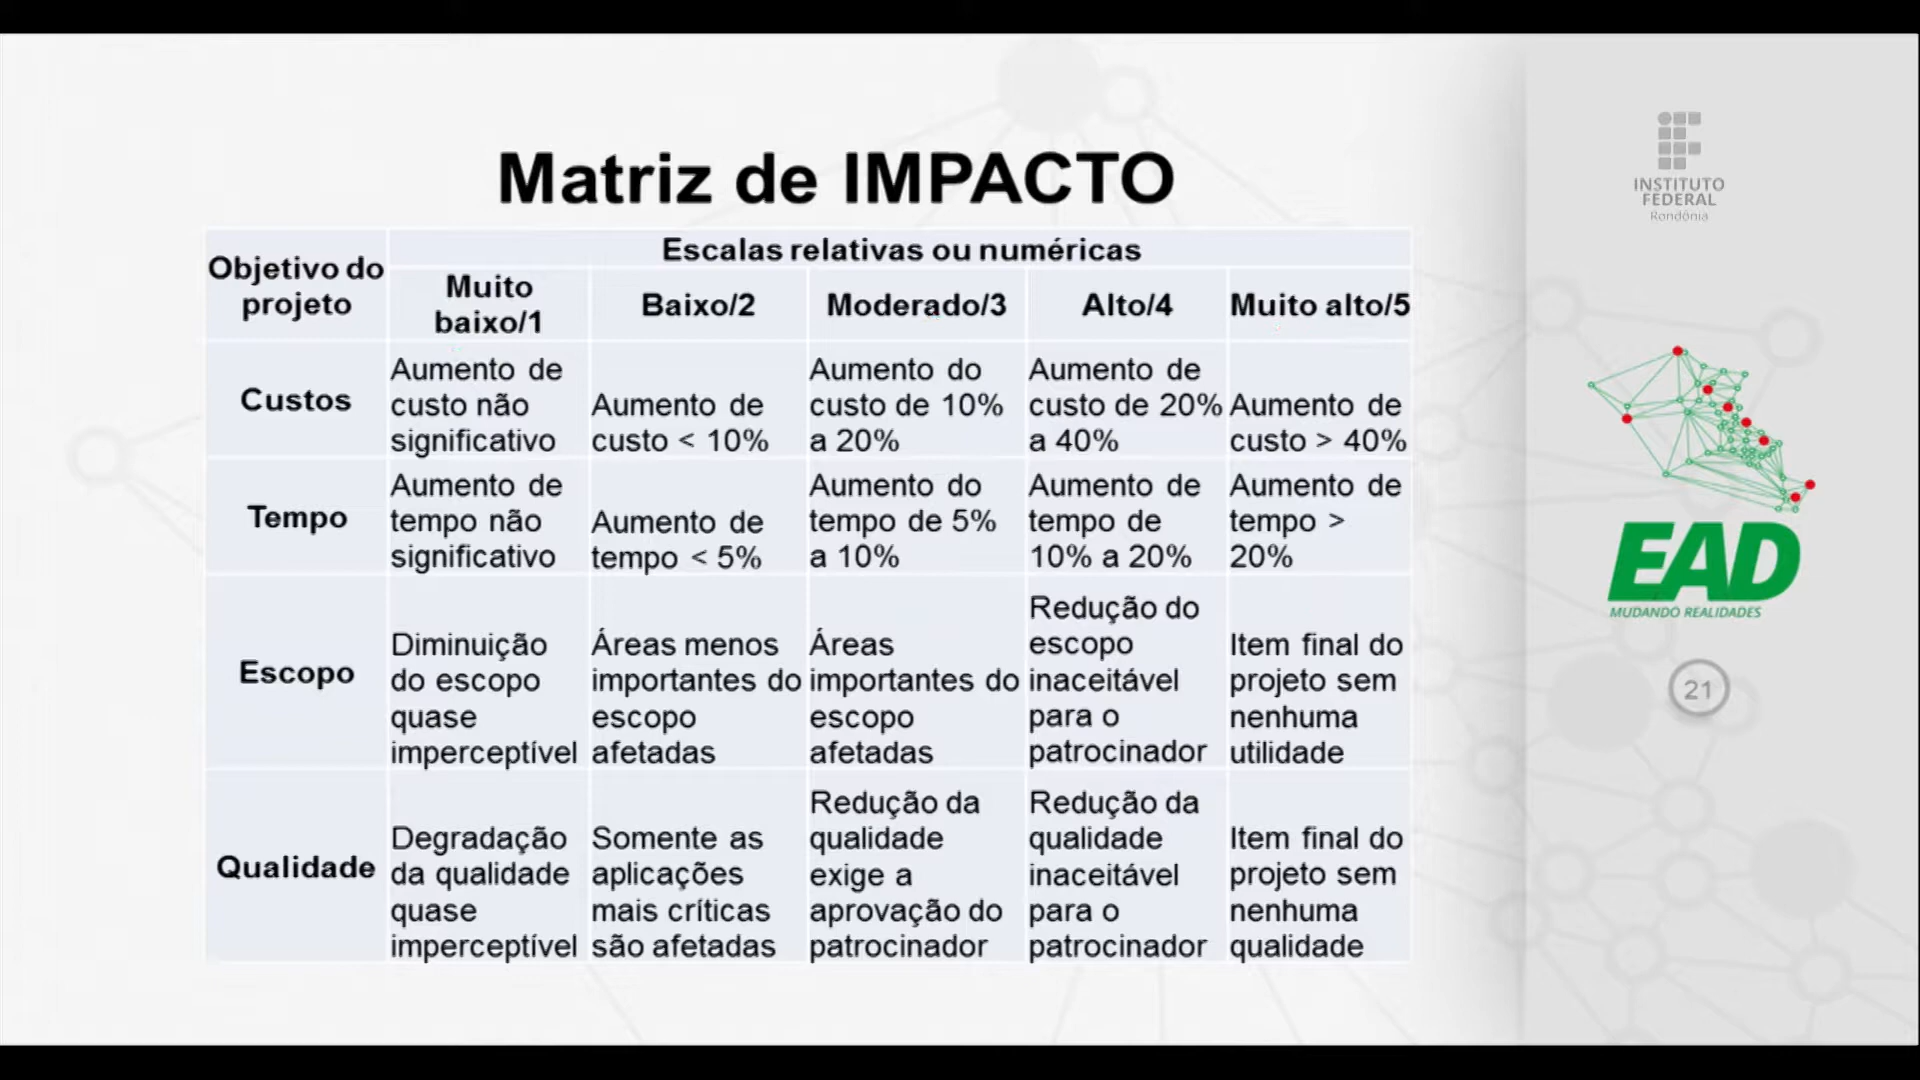 Matriz de IMPACTO
Objetivo do
projeto
Escalas relativas ou numéricas
Muito
baixo/1
Baixo/2
Moderado/3
Alto/4
Muito alto/5
Custos
Aumento de
custo não
significativo
Aumento de
custo < 10%
Aumento do
custo de 10%
a 20%
Aumento de
custo de 20%
a 40%
Aumento de
custo > 40%
Tempo
Aumento de
tempo não
significativo
Aumento de
tempo < 5%
Aumento do
tempo de 5%
a 10%
Aumento de
tempo de
10% a 20%
Aumento de
tempo >
20%
Escopo
Diminuição
do escopo
quase
imperceptível
Áreas menos
importantes do
escopo
afetadas
Áreas
importantes do
escopo
afetadas
Redução do
escopo
inaceitável
para o
patrocinador
Item final do
projeto sem
nenhuma
utilidade
Qualidade
Degradação
da qualidade
quase
imperceptível
Somente as
aplicações
mais críticas
são afetadas
Redução da
qualidade
exige a
aprovação do
patrocinador
Redução da
qualidade
inaceitável
para o
patrocinador
Item final do
projeto sem
nenhuma
qualidade
INSTITUTO
FEDERAL
Rondônia
EAD
MUDANDO REALIDADES
21